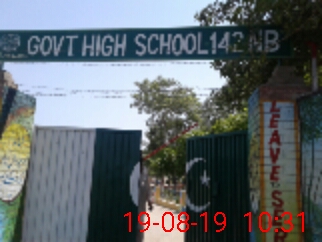 GOVT HIGH SCHOOL 142 NB
LEAVE
19-08-19 10:31